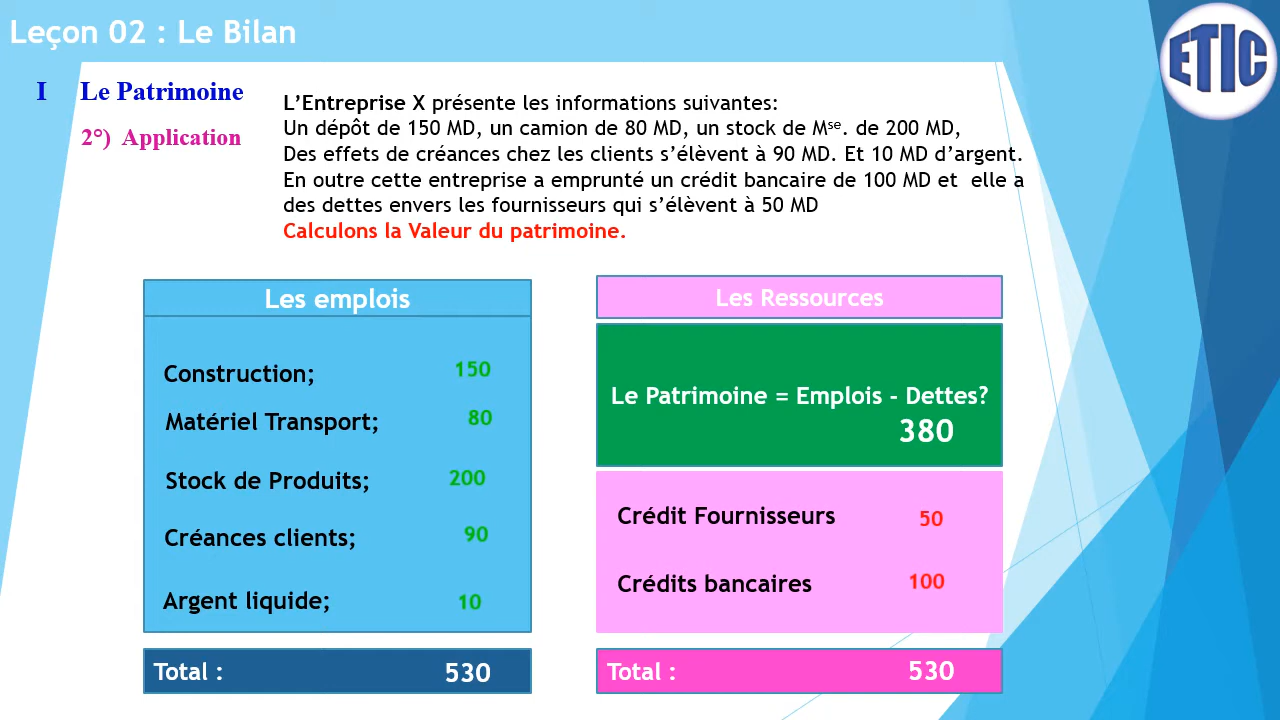 Leçon 02 : Le Bilan
ETIC
I Le Patrimoine
2°) Application
L’Entreprise X présente les informations suivantes:
Un dépôt de 150 MD, un camion de 80 MD, un stock de Mse. de 200 MD,
Des effets de créances chez les clients s’élèvent à 90 MD. Et 10 MD d’argent.
En outre cette entreprise a emprunté un crédit bancaire de 100 MD et elle a
des dettes envers les fournisseurs qui s’élèvent à 50 MD
Calculons la Valeur du patrimoine.
Les emplois
Construction; 150
Matériel Transport; 80
Stock de Produits; 200
Créances clients; 90
Argent liquide; 10
Total : 530
Les Ressources
Le Patrimoine = Emplois - Dettes?
380
Crédit Fournisseurs 50
Crédits bancaires 100
Total : 530